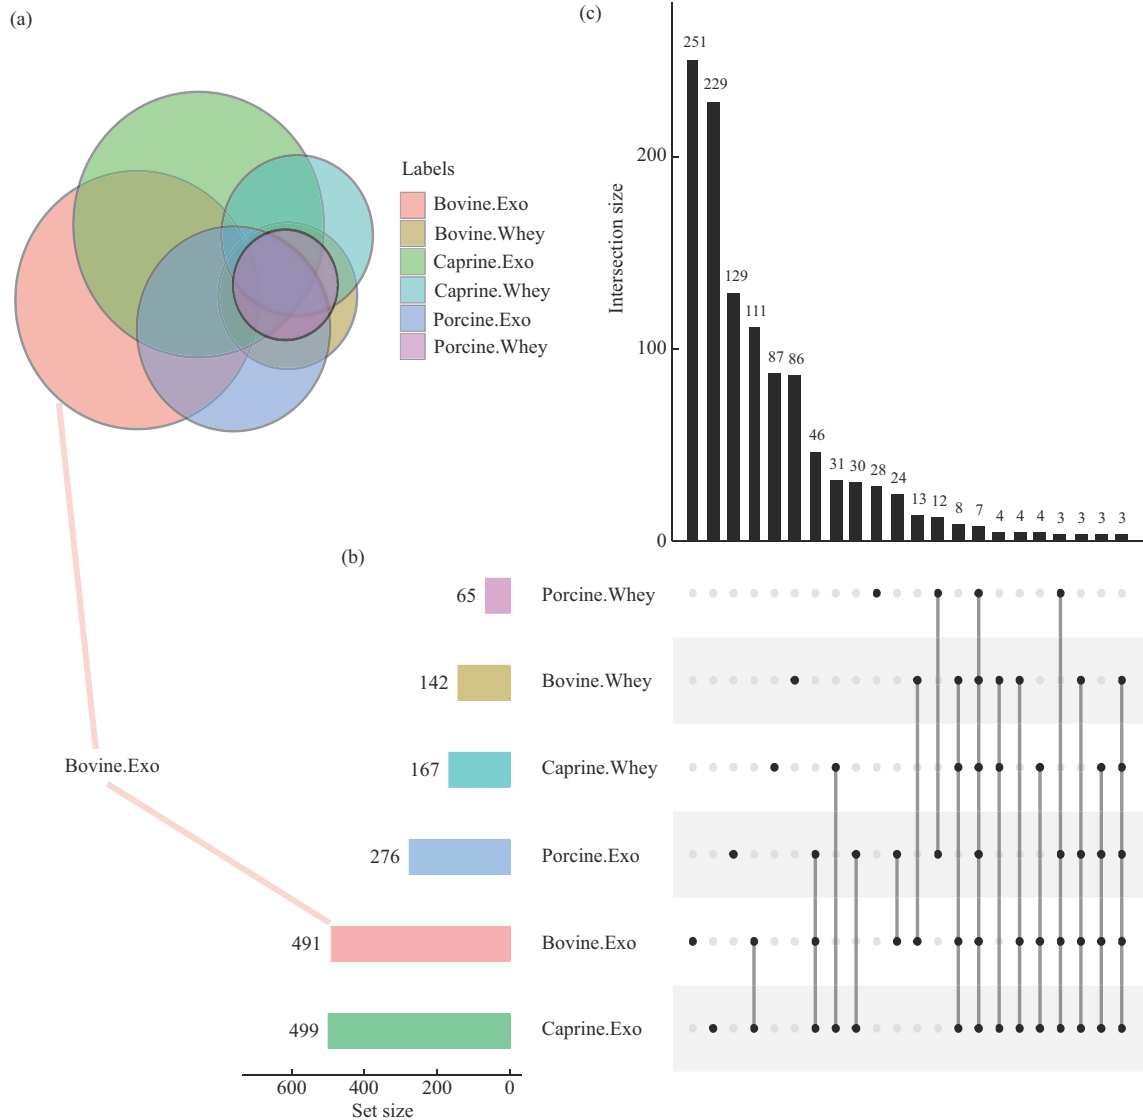 (a)
Labels
Bovine.Exo
Bovine.Whey
Caprine.Exo
Caprine.Whey
Porcine.Exo
Porcine.Whey
Bovine.Exo
(b)
65 Porcine.Whey
142 Bovine.Whey
167 Caprine.Whey
276 Porcine.Exo
491 Bovine.Exo
499 Caprine.Exo
600 400 200 0
Set size
(c)
Intersection size
200
100
0
251
229
129
111
87
86
46
31
30
28
24
13
12
8
7
4
4
4
3
3
3
3